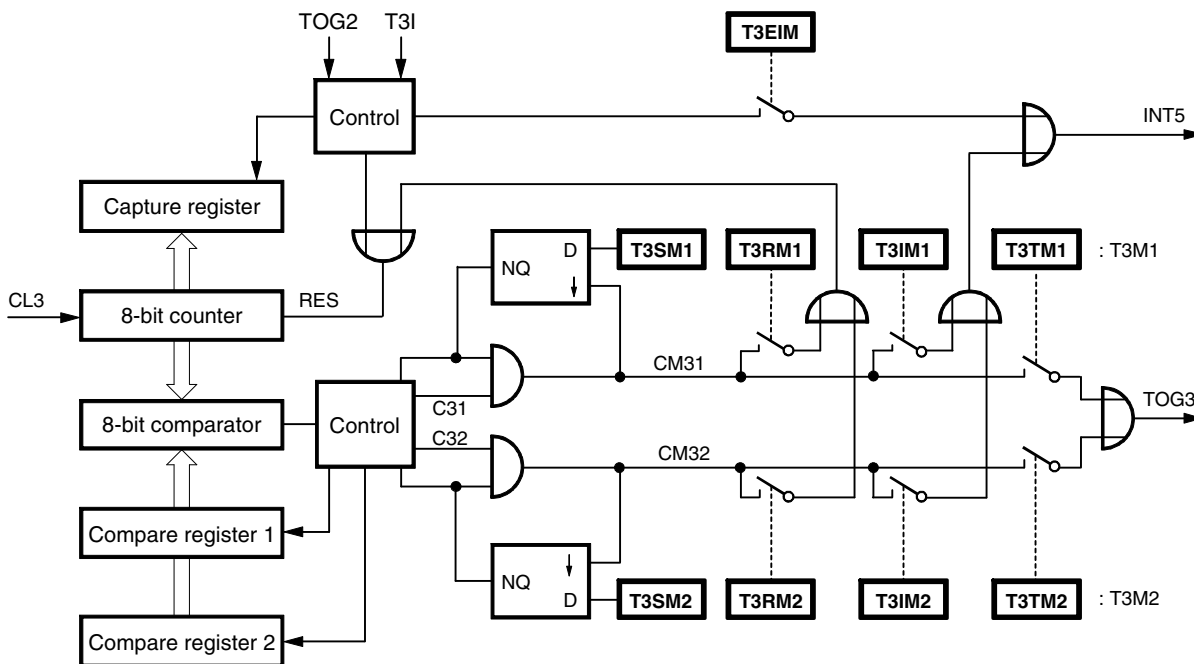 TOG2 T3I
T3EIM
Control
INT5
Capture register
CL3
8-bit counter
RES
NQ D
T3SM1 T3RM1 T3IM1 T3TM1 : T3M1
8-bit comparator
Control
C31
C32
CM31
CM32
TOG3
Compare register 1
NQ
D
T3SM2 T3RM2 T3IM2 T3TM2 : T3M2
Compare register 2